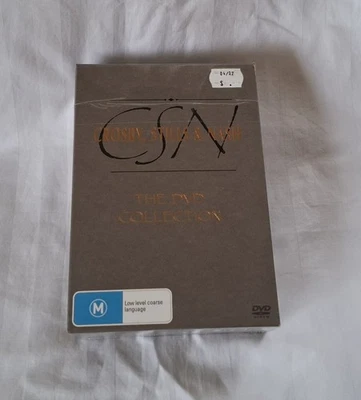 CSN
CROSBY, STILLS & NASH
THE DVD
COLLECTION
M
Low level coarse
language
DVD